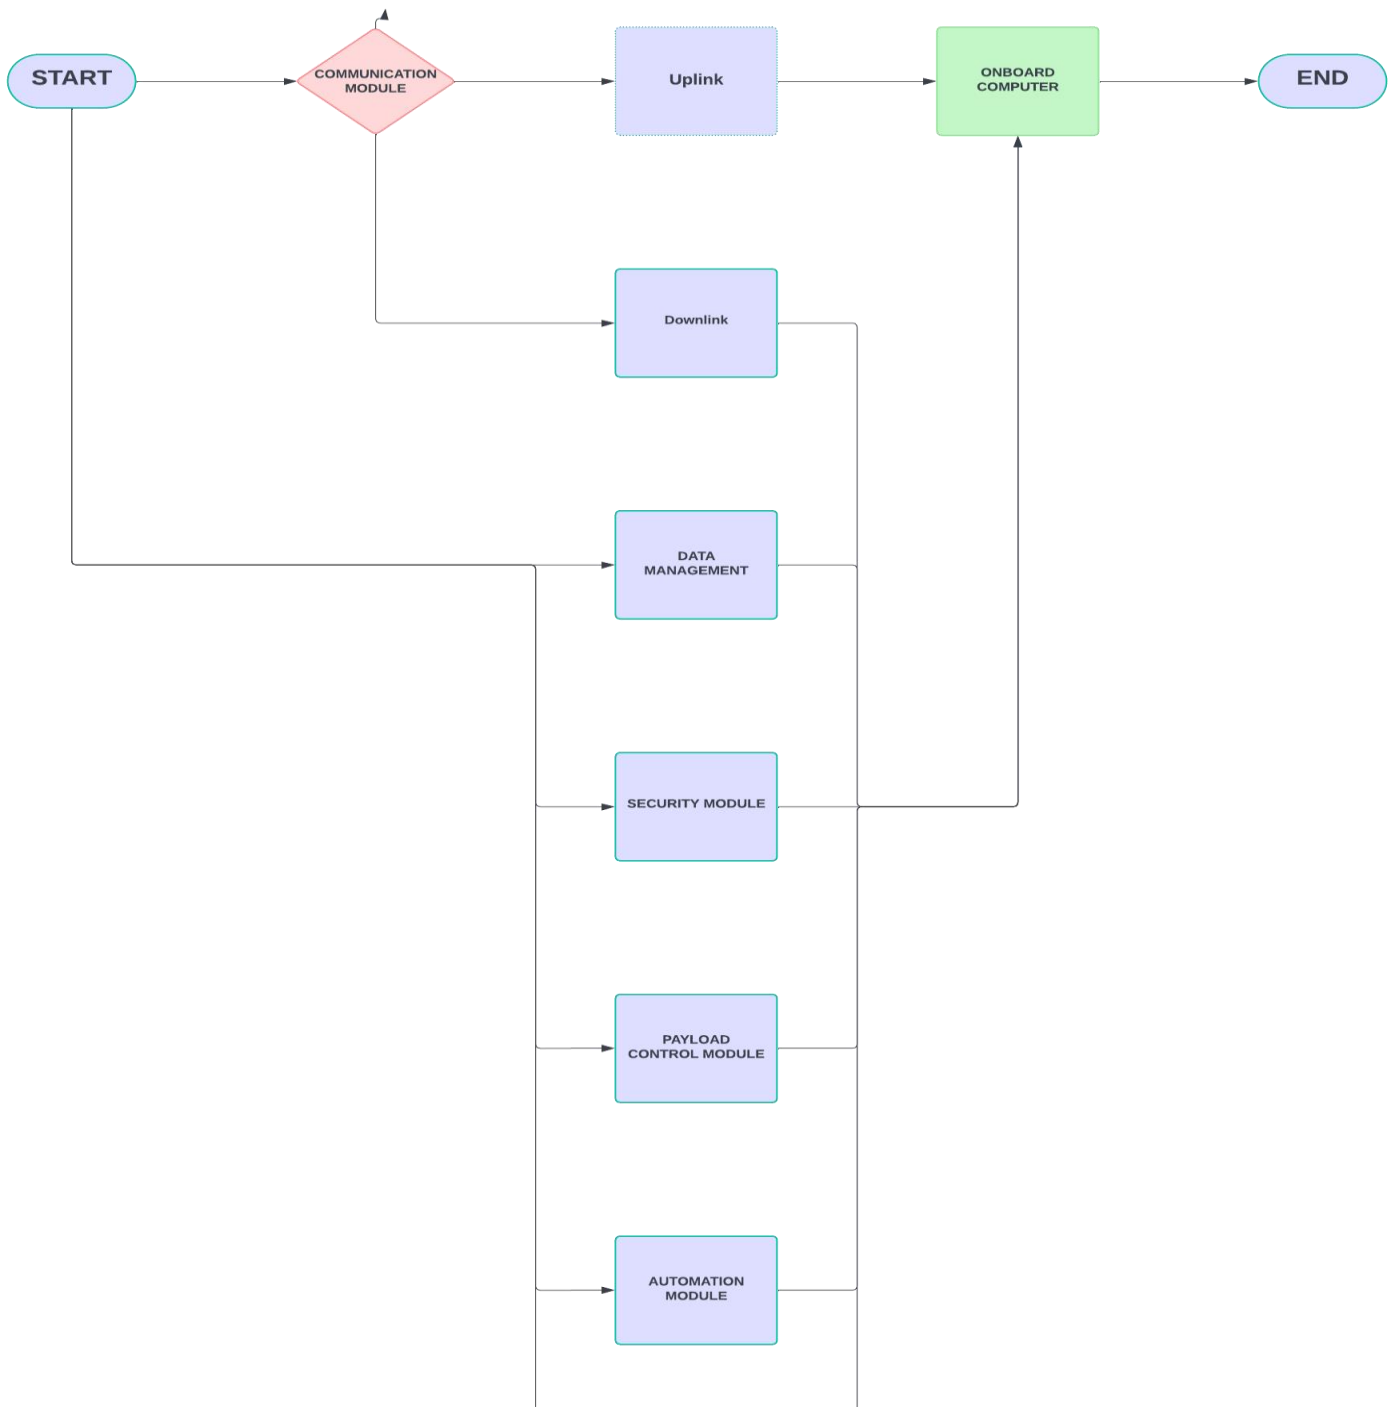 START
COMMUNICATION
MODULE
Uplink
ONBOARD
COMPUTER
END
Downlink
DATA
MANAGEMENT
SECURITY MODULE
PAYLOAD
CONTROL MODULE
AUTOMATION
MODULE